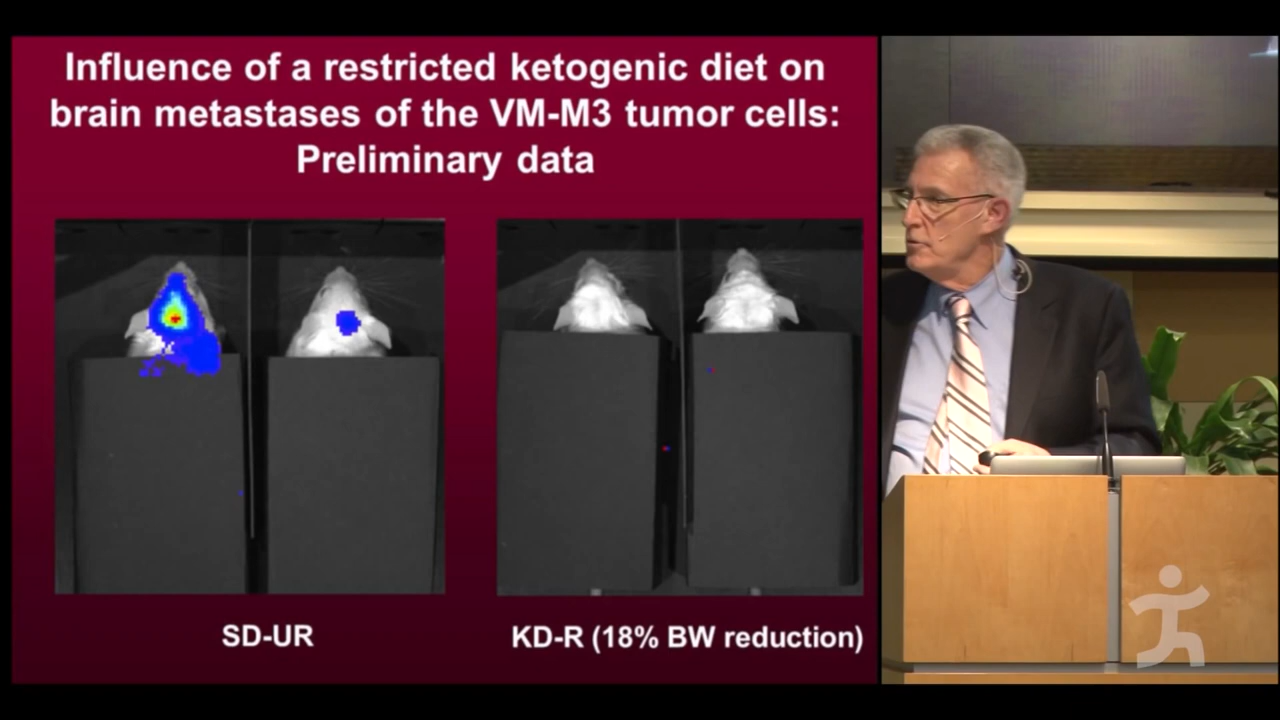 Influence of a restricted ketogenic diet on
brain metastases of the VM-M3 tumor cells:
Preliminary data
SD-UR
KD-R (18% BW reduction)